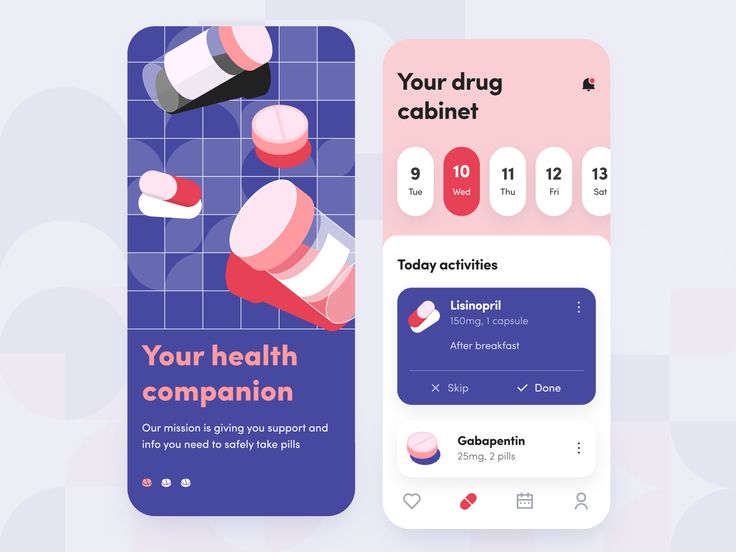 Your health
companion
Our mission is giving you support and
info you need to safely take pills
Your drug
cabinet
9 10 11 12 13
Tue Wed Thu Fri Sat
Today activities
Lisinopril
150mg, 1 capsule
After breakfast
Skip Done
Gabapentin
25mg, 2 pills